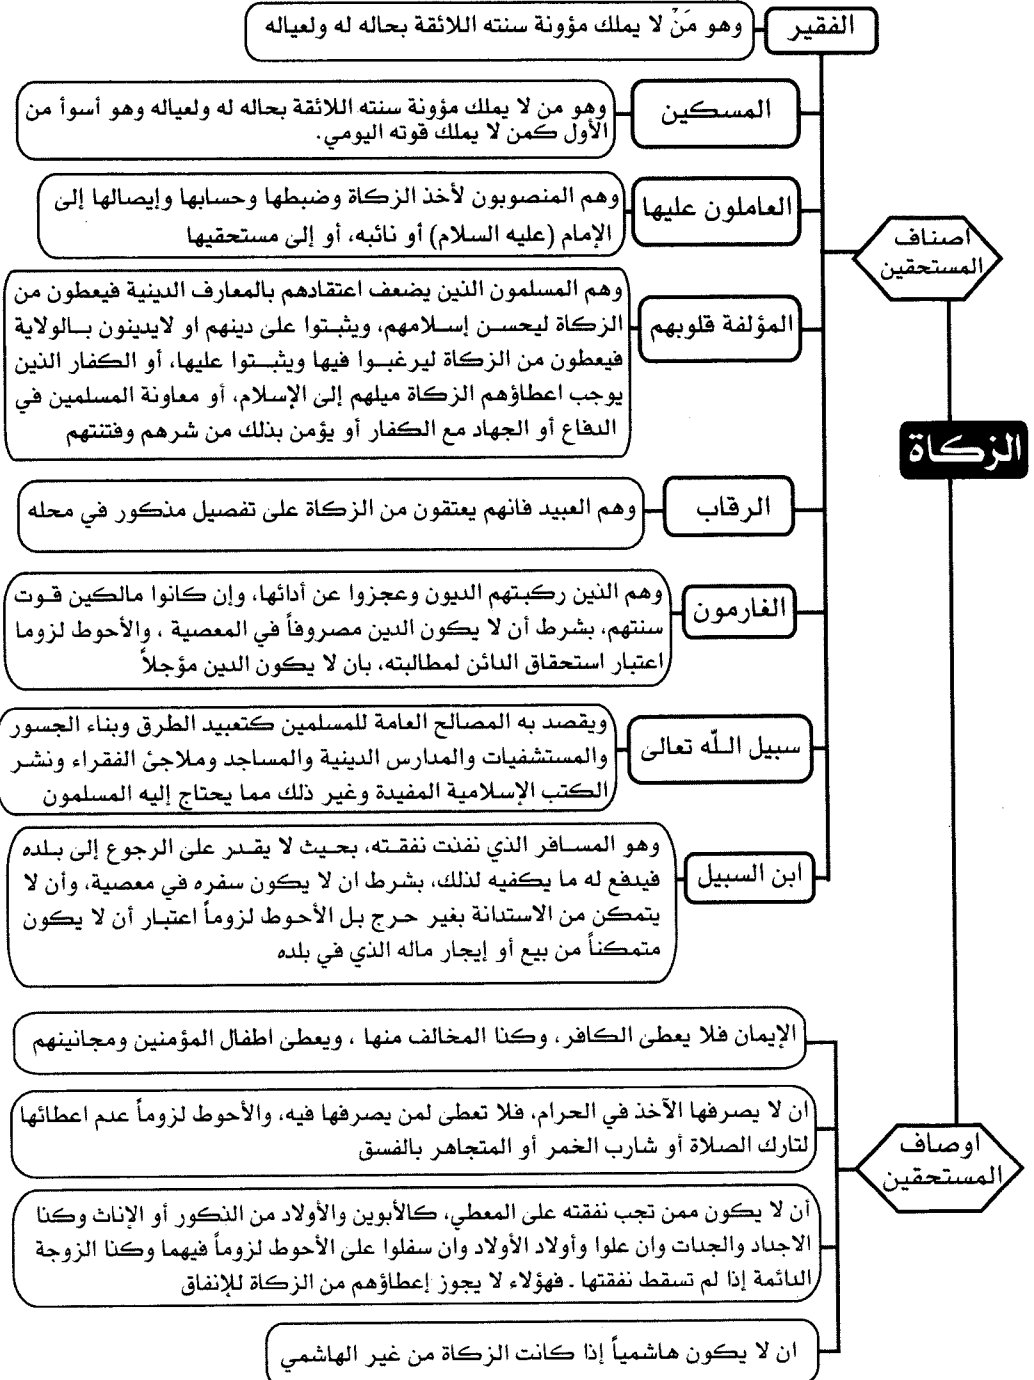 الزكاة
اصناف
المستحقين
الفقير
وهو مَنْ لا يملك مؤونة سنته اللائقة بحاله له ولعياله
المسكين
وهو من لا يملك مؤونة سنته اللائقة بحاله له ولعياله وهو أسوأ من
الأول كمن لا يملك قوته اليومي.
العاملون عليها
وهم المنصوبون لأخذ الزكاة وضبطها وحسابها وإيصالها إلى
الإمام (عليه السلام) أو نائبه، أو إلى مستحقيها
المؤلفة قلوبهم
وهم المسلمون الذين يضعف اعتقادهم بالمعارف الدينية فيعطون من
الزكاة ليحسن إسلامهم، ويثبتوا على دينهم او لايدينون بالولاية
فيعطون من الزكاة ليرغبوا فيها ويثبتوا عليها، أو الكفار الذين
يوجب اعطاؤهم الزكاة ميلهم إلى الإسلام، أو معاونة المسلمين في
الدفاع أو الجهاد مع الكفار أو يؤمن بذلك من شرهم وفتنتهم
الرقاب
وهم العبيد فانهم يعتقون من الزكاة على تفصيل مذكور في محله
الغارمون
وهم الذين ركبتهم الديون وعجزوا عن أدائها، وإن كانوا مالكين قوت
سنتهم، بشرط أن لا يكون الدين مصروفاً في المعصية ، والأحوط لزوما
اعتبار استحقاق الدائن لمطالبته، بان لا يكون الدين مؤجلاً
سبيل اللّه تعالى
ويقصد به المصالح العامة للمسلمين كتعبيد الطرق وبناء الجسور
والمستشفيات والمدارس الدينية والمساجد وملاجئ الفقراء ونشر
الكتب الإسلامية المفيدة وغير ذلك مما يحتاج إليه المسلمون
ابن السبيل
وهو المسافر الذي نفذت نفقته، بحيث لا يقدر على الرجوع إلى بلده
فيدفع له ما يكفيه لذلك، بشرط ان لا يكون سفره في معصية، وأن لا
يتمكن من الاستدانة بغير حرج بل الأحوط لزوماً اعتبار أن لا يكون
متمكناً من بيع أو إيجار ماله الذي في بلده
اوصاف
المستحقين
الإيمان فلا يعطى الكافر، وكذا المخالف منها ، ويعطى اطفال المؤمنين ومجانينهم
ان لا يصرفها الآخذ في الحرام، فلا تعطى لمن يصرفها فيه، والأحوط لزوماً عدم اعطائها
لتارك الصلاة أو شارب الخمر أو المتجاهر بالفسق
أن لا يكون ممن تجب نفقته على المعطي، كالأبوين والأولاد من الذكور أو الإناث وكذا
الاجداد والجدات وان علوا وأولاد الأولاد وان سفلوا على الأحوط لزوماً فيهما وكذا الزوجة
الدائمة إذا لم تسقط نفقتها . فهؤلاء لا يجوز إعطاؤهم من الزكاة للإنفاق
ان لا يكون هاشمياً إذا كانت الزكاة من غير الهاشمي